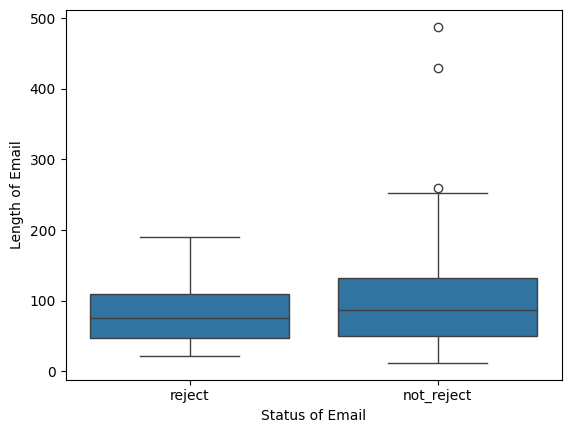 500
400
300
200
100
0
Length of Email
reject
not_reject
Status of Email